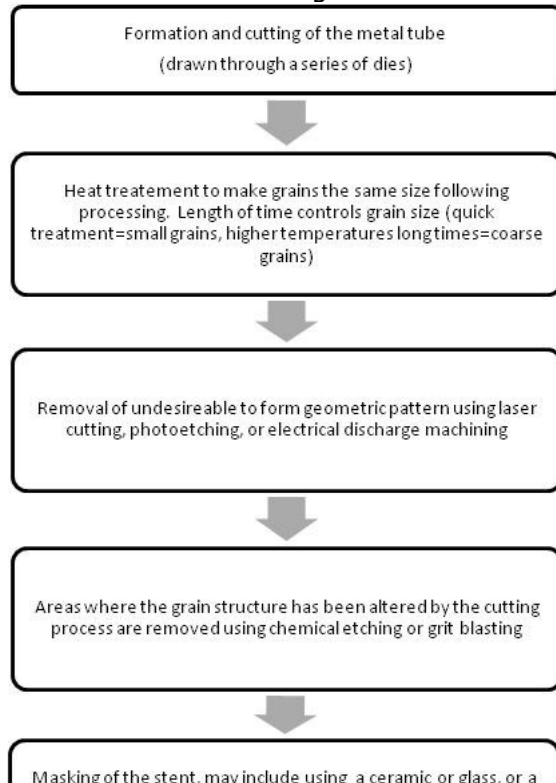 Formation and cutting of the metal tube
(drawn through a series of dies)
Heat treatement to make grains the same size following
processing. Length of time controls grain size (quick
treatment=small grains, higher temperatures long times=coarse
grains)
Removal of undesireable to form geometric pattern using laser
cutting, photoetching, or electrical discharge machining
Areas where the grain structure has been altered by the cutting
process are removed using chemical etching or grit blasting
Masking of the stent, may include using a ceramic or glass, or a